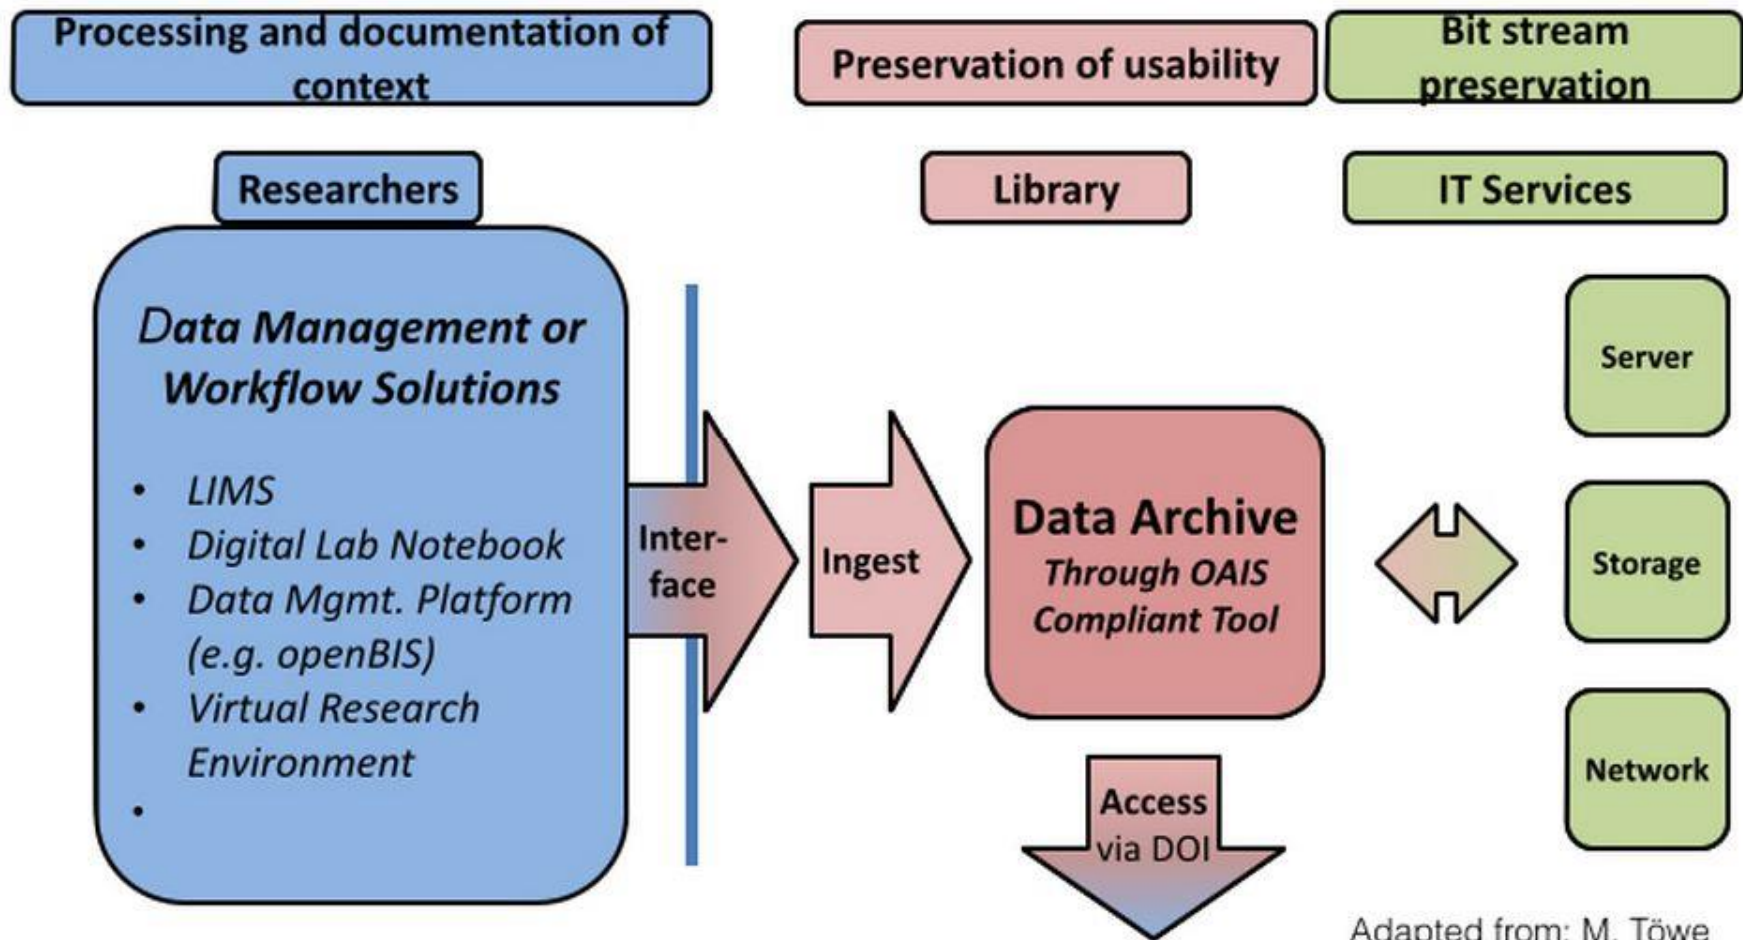 Processing and documentation of
context
Preservation of usability
Bit stream
preservation
Researchers
Library
IT Services
Data Management or
Workflow Solutions
• LIMS
• Digital Lab Notebook
• Data Mgmt. Platform
(e.g. openBIS)
• Virtual Research
Environment
•
Inter-
face
Ingest
Data Archive
Through OAIS
Compliant Tool
Access
via DOI
Server
Storage
Network
Adapted from: M. Töwe